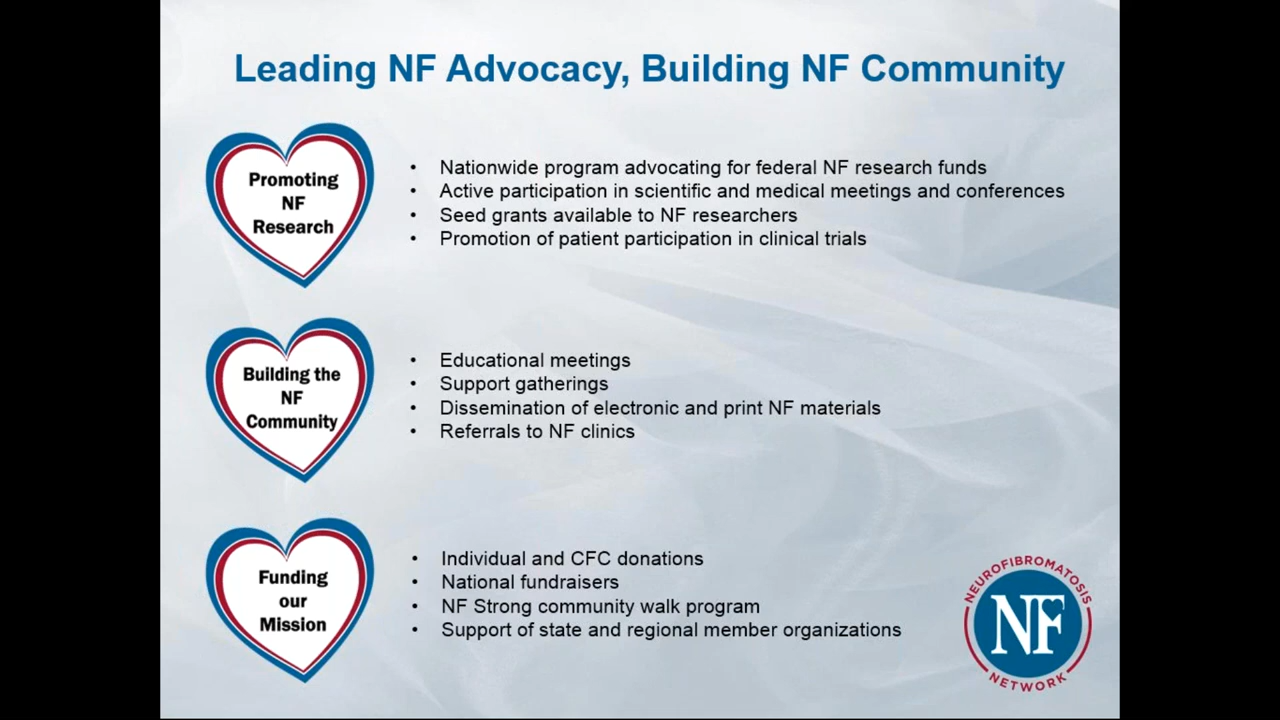 Leading NF Advocacy, Building NF Community
Promoting
NF
Research
• Nationwide program advocating for federal NF research funds
• Active participation in scientific and medical meetings and conferences
• Seed grants available to NF researchers
• Promotion of patient participation in clinical trials
Building the
NF
Community
• Educational meetings
• Support gatherings
• Dissemination of electronic and print NF materials
• Referrals to NF clinics
Funding
our
Mission
• Individual and CFC donations
• National fundraisers
• NF Strong community walk program
• Support of state and regional member organizations
NEUROFIBROMATOSIS
NF
NETWORK